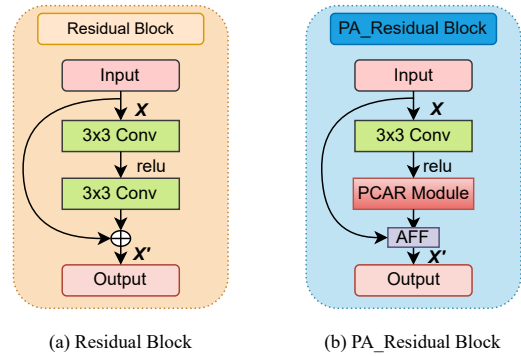 Residual Block
Input
X
3x3 Conv
relu
3x3 Conv
X'
Output
(a) Residual Block
PA_Residual Block
Input
X
3x3 Conv
relu
PCAR Module
AFF
X'
Output
(b) PA_Residual Block